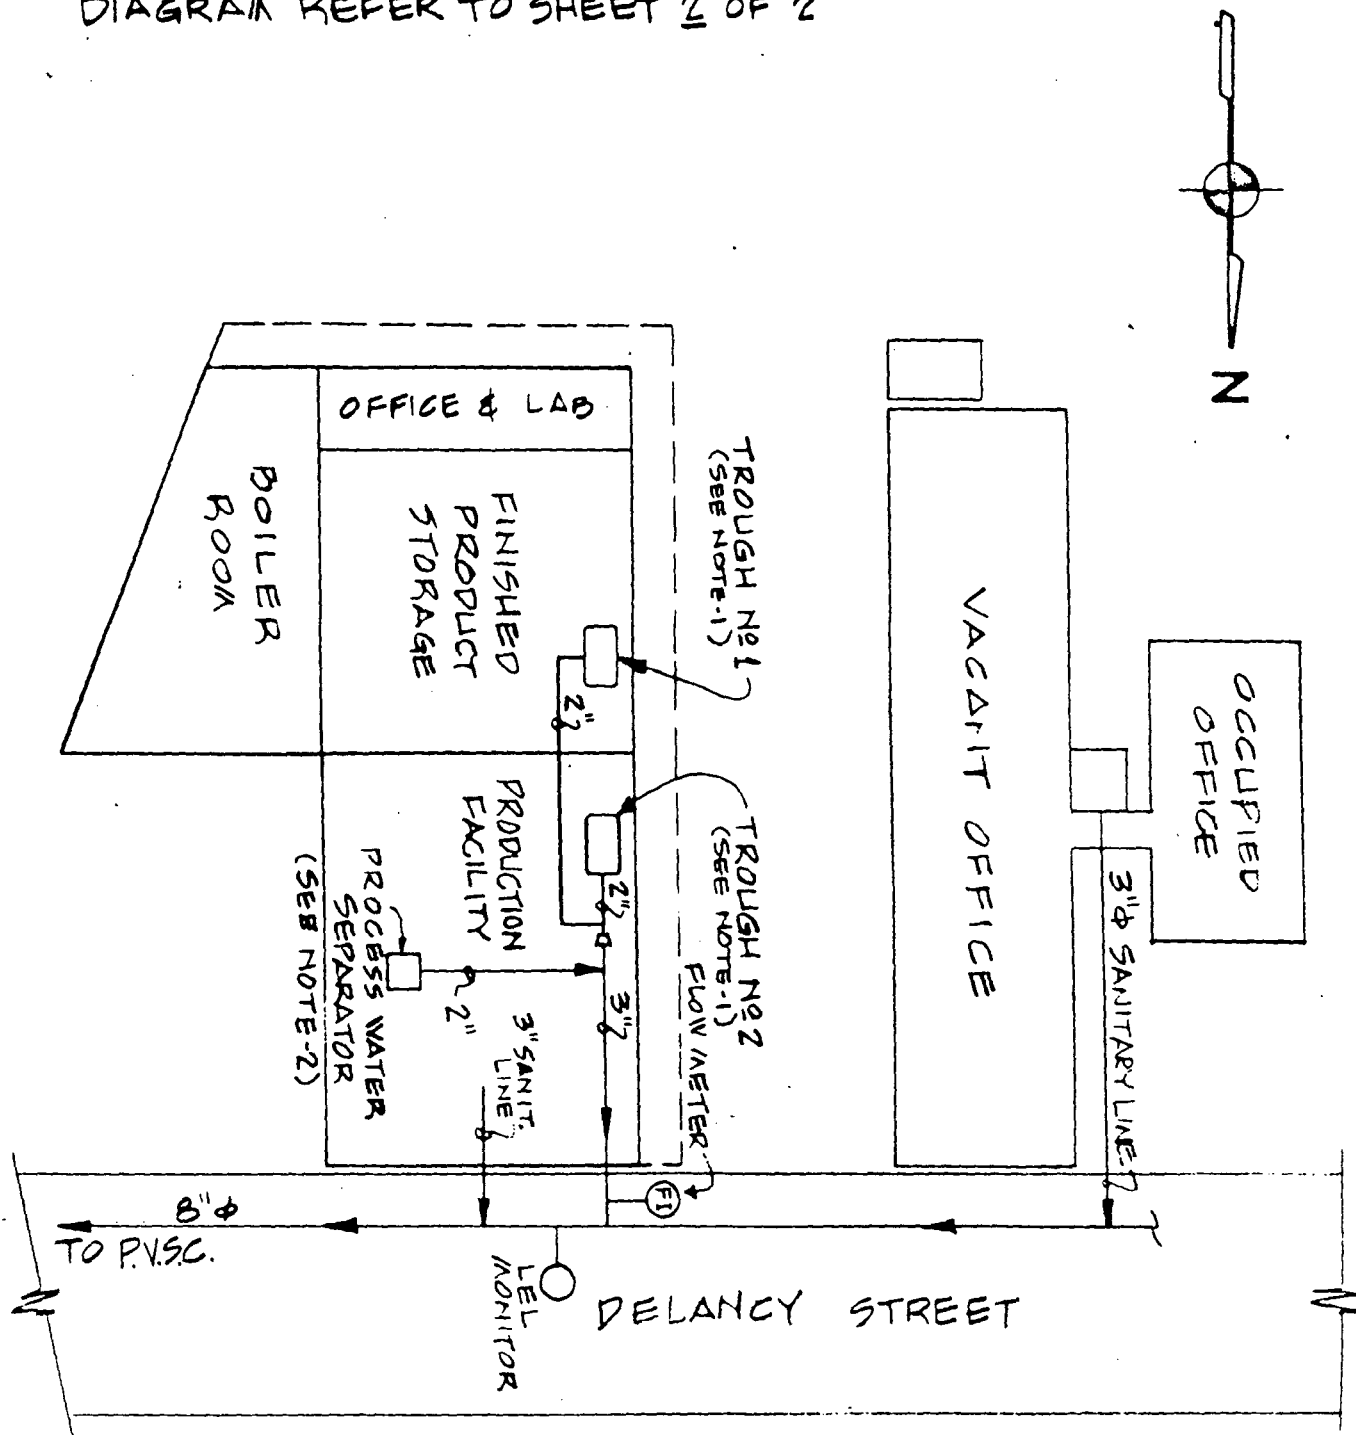 DIAGRAM REFER TO SHEET 2 OF 2
N
OFFICE & LAB
BOILER
ROOM
FINISHED
PRODUCT
STORAGE
TROUGH Nº 1
(SEE NOTE-1)
2"
VACANT OFFICE
OCCUPIED
OFFICE
PRODUCTION
FACILITY
TROUGH Nº 2
(SEE NOTE-1)
2"
3"
PROCESS WATER
SEPARATOR
(SEE NOTE-2)
2"
3" SANIT.
LINE
FLOW METER
FI
3"φ SANITARY LINE
8"φ
TO P.V.S.C.
LEL
MONITOR
DELANCY STREET